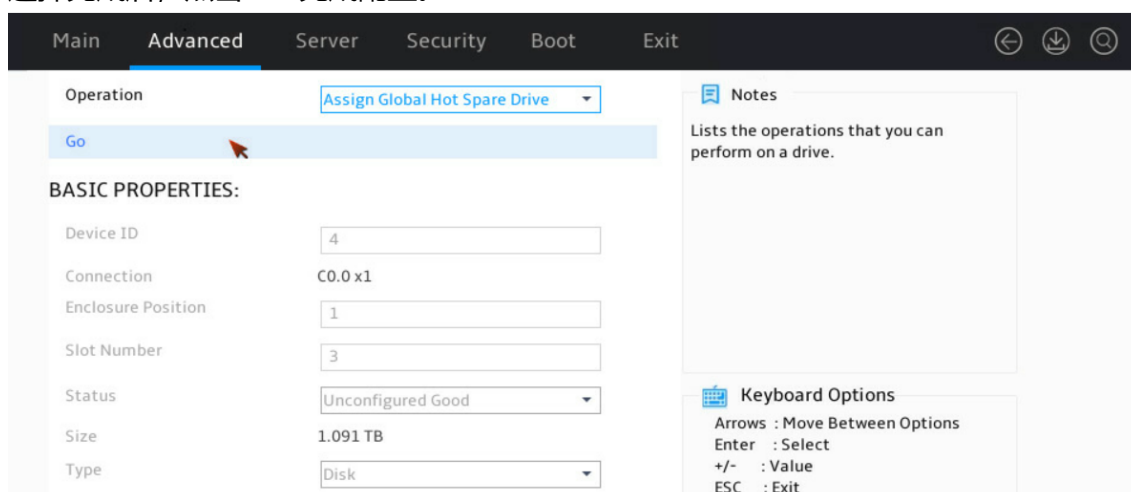 Main Advanced Server Security Boot Exit
Operation Assign Global Hot Spare Drive
Go
BASIC PROPERTIES:
Device ID 4
Connection C0.0 x1
Enclosure Position 1
Slot Number 3
Status Unconfigured Good
Size 1.091 TB
Type Disk
Notes
Lists the operations that you can
perform on a drive.
Keyboard Options
Arrows : Move Between Options
Enter : Select
+/- : Value
ESC : Exit